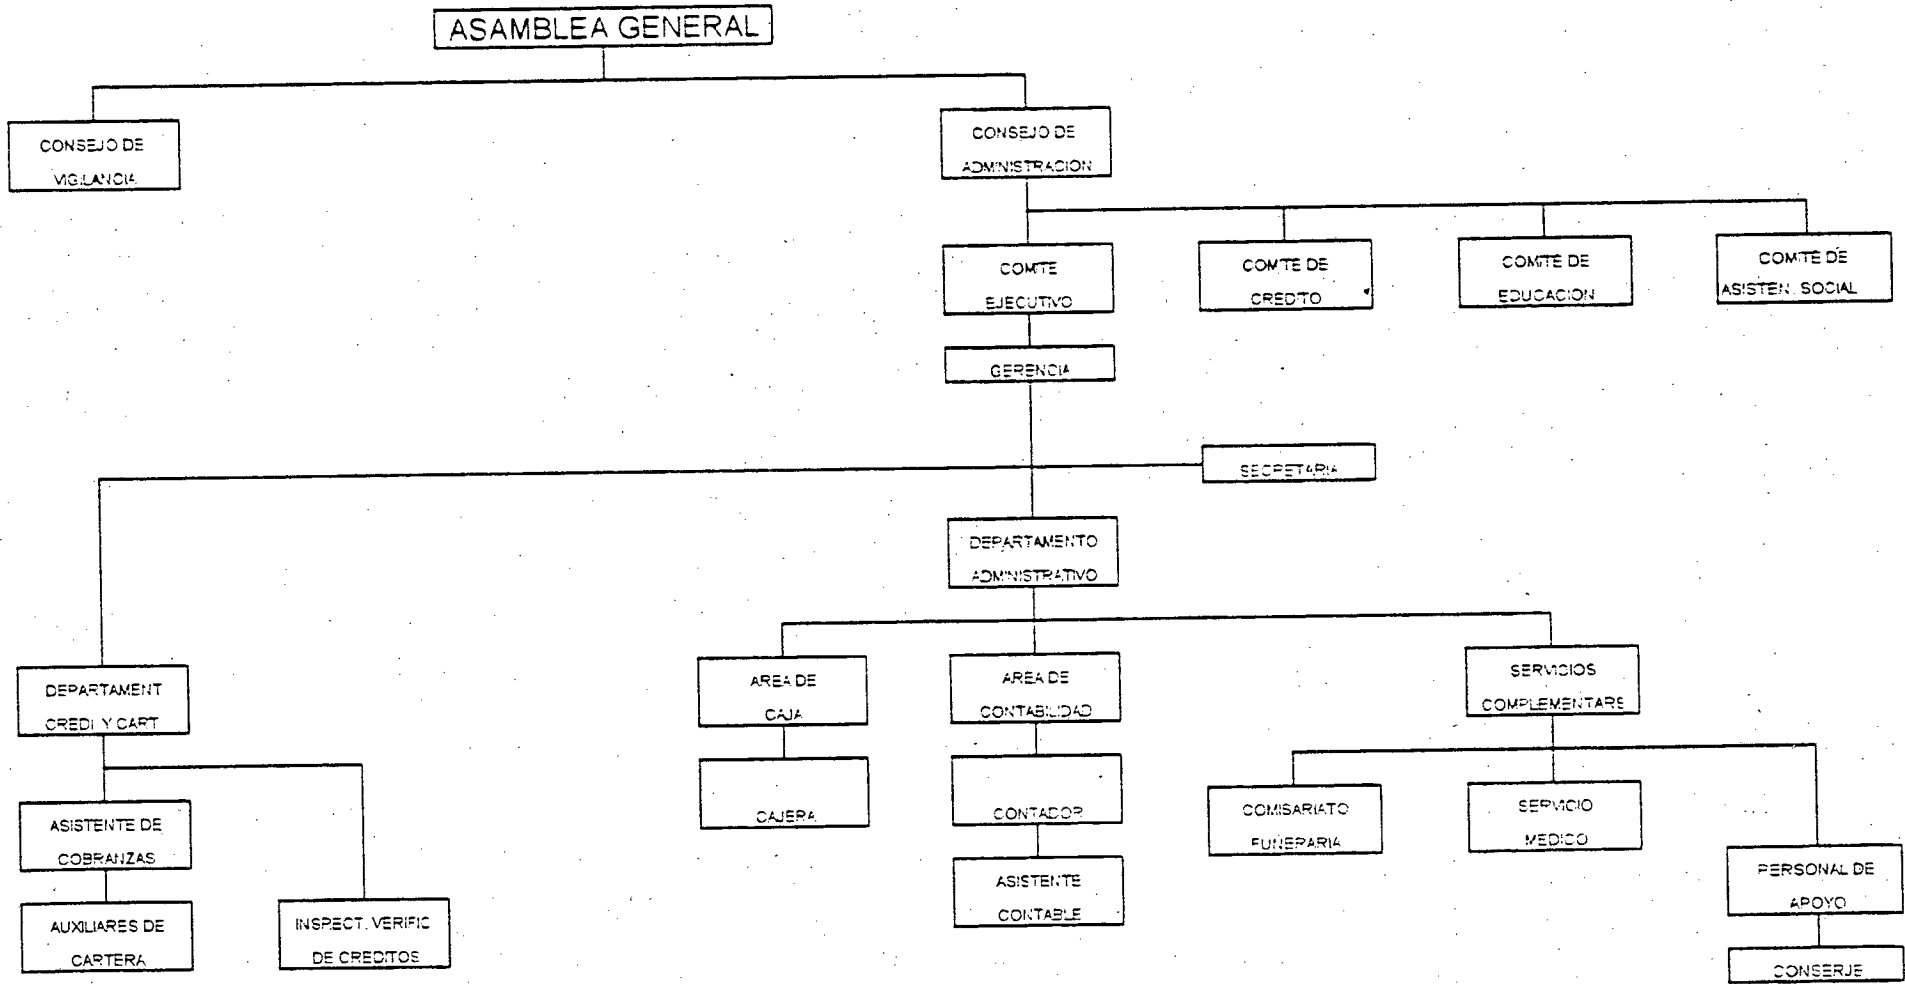 ASAMBLEA GENERAL
CONSEJO DE
VIGILANCIA
CONSEJO DE
ADMINISTRACION
COMITE
EJECUTIVO
COMITE DE
CREDITO
COMITE DE
EDUCACION
COMITE DE
ASISTEN. SOCIAL
GERENCIA
SECRETARIA
DEPARTAMENTO
ADMINISTRATIVO
DEPARTAMENT
CREDI. Y CART
AREA DE
CAJA
AREA DE
CONTABILIDAD
SERVICIOS
COMPLEMENTARS
ASISTENTE DE
COBRANZAS
CAJERA
CONTADOR
COMISARIATO
FUNERARIA
SERVICIO
MEDICO
PERSONAL DE
APOYO
AUXILIARES DE
CARTERA
INSPECT. VERIFIC
DE CREDITOS
ASISTENTE
CONTABLE
CONSERJE